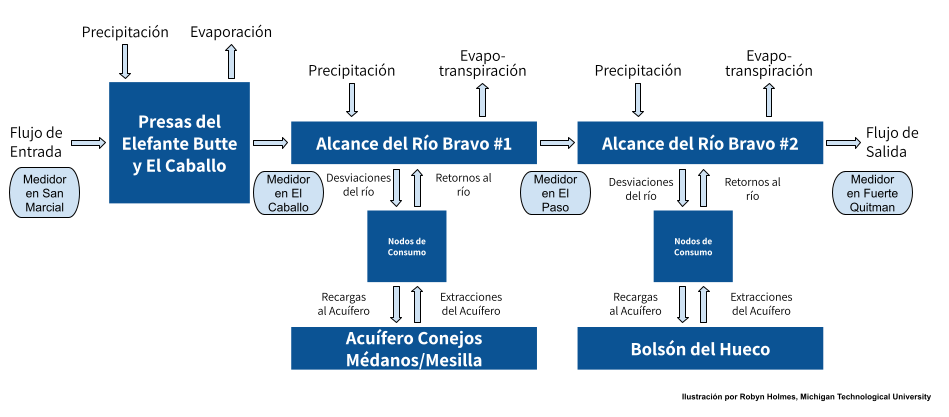 Precipitación
Evaporación
Precipitación
Evapo-
transpiración
Precipitación
Evapo-
transpiración
Flujo de
Entrada
Presas del
Elefante Butte
y El Caballo
Alcance del Río Bravo #1
Alcance del Río Bravo #2
Flujo de
Salida
Medidor
en San
Marcial
Medidor
en El
Caballo
Desviaciones
del río
Retornos al
río
Medidor
en El
Paso
Desviaciones
del río
Retornos al
río
Medidor
en Fuerte
Quitman
Nodos de
Consumo
Nodos de
Consumo
Recargas
al Acuífero
Extracciones
del Acuífero
Recargas
al Acuífero
Extracciones
del Acuífero
Acuífero Conejos
Médanos/Mesilla
Bolsón del Hueco
Ilustración por Robyn Holmes, Michigan Technological University